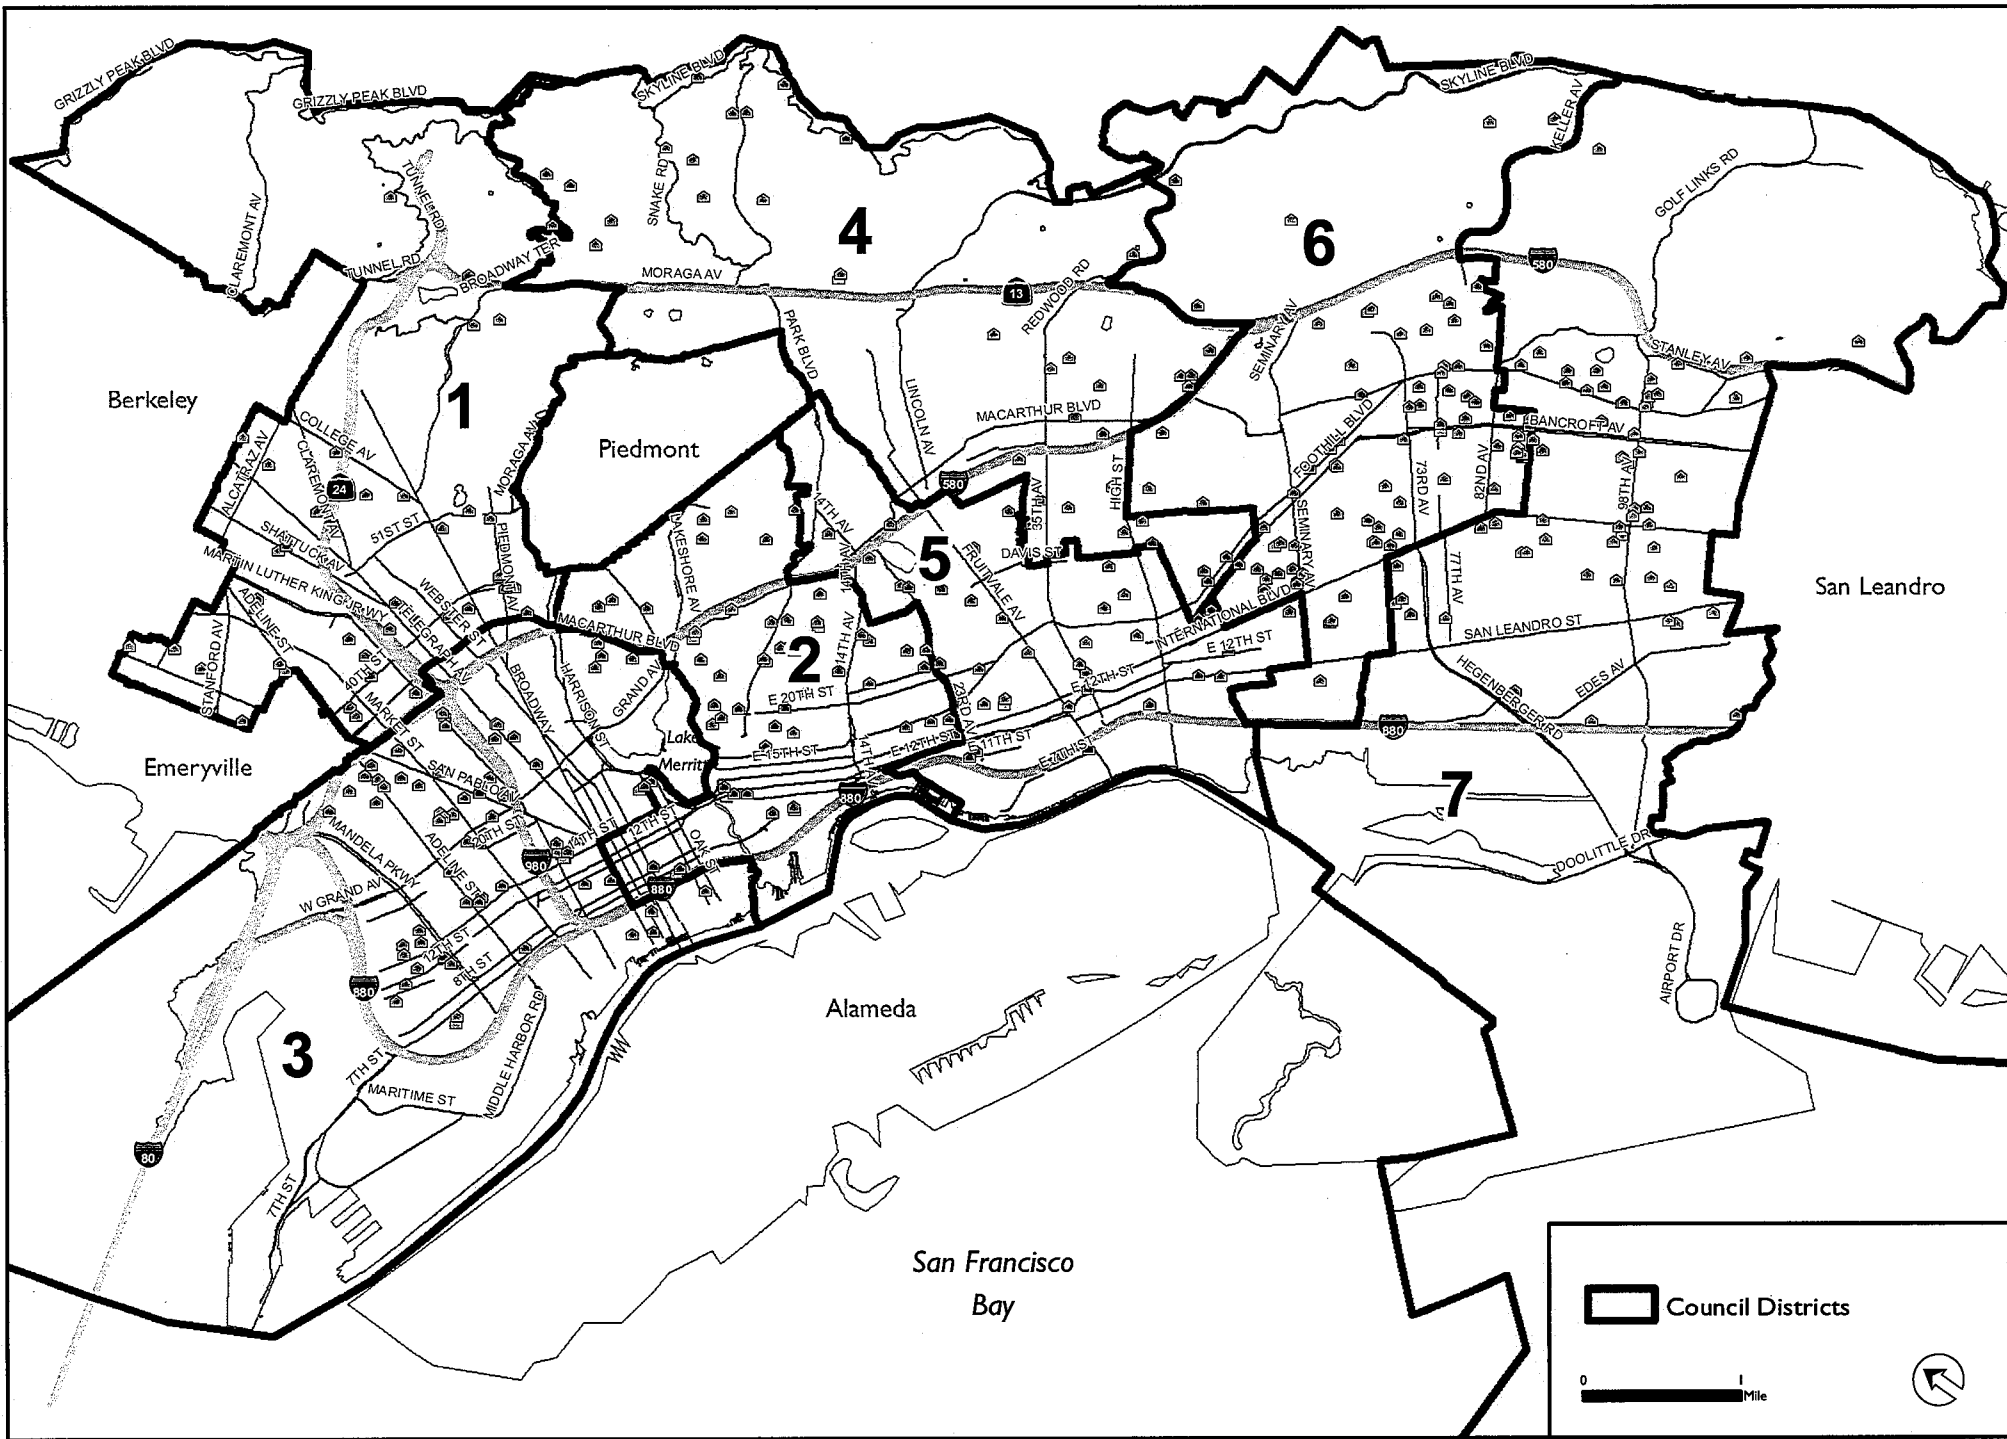 GRIZZLY PEAK BLVD
GRIZZLY PEAK BLVD
SKYLINE BLVD
SKYLINE BLVD
KELLER AV
CLAREMONT AV
TUNNEL RD
SNAKE RD
GOLF LINKS RD
4
6
TUNNEL RD
BROADWAY TER
MORAGA AV
13
REDWOOD RD
580
PARK BLVD
SEMINARY AV
STANLEY AV
Berkeley
1
LINCOLN AV
MACARTHUR BLVD
FOOTHILL BLVD
BANCROFT AV
COLLEGE AV
MORAGA AV
Piedmont
ALCATRAZ AV
CLAREMONT AV
24
580
HIGH ST
35TH AV
73RD AV
82ND AV
98TH AV
SHATTUCK AV
51ST ST
PIEDMONT AV
LAKESHORE AV
14TH AV
SEMINARY AV
MARTIN LUTHER KING JR WY
5
DAVIS ST
FRUITVALE AV
14TH AV
77TH AV
San Leandro
ADELINE ST
WEBSTER ST
TELEGRAPH AV
MACARTHUR BLVD
2
14TH AV
INTERNATIONAL BLVD
E 12TH ST
SAN LEANDRO ST
STANFORD AV
40TH ST
MARKET ST
BROADWAY
HARRISON ST
GRAND AV
E 20TH ST
23RD AV
E 12TH ST
HEGENBERGER RD
EDES AV
Lake
Merritt
E 15TH ST
E 12TH ST
E 11TH ST
E 7TH ST
14TH AV
880
Emeryville
SAN PABLO AV
7
880
MANDELA PKWY
ADELINE ST
20TH ST
14TH ST
12TH ST
OAK ST
980
880
DOOLITTLE DR
W GRAND AV
12TH ST
8TH ST
880
AIRPORT DR
MIDDLE HARBOR RD
Alameda
3
7TH ST
MARITIME ST
80
7TH ST
San Francisco
Bay
Council Districts
0 1
Mile